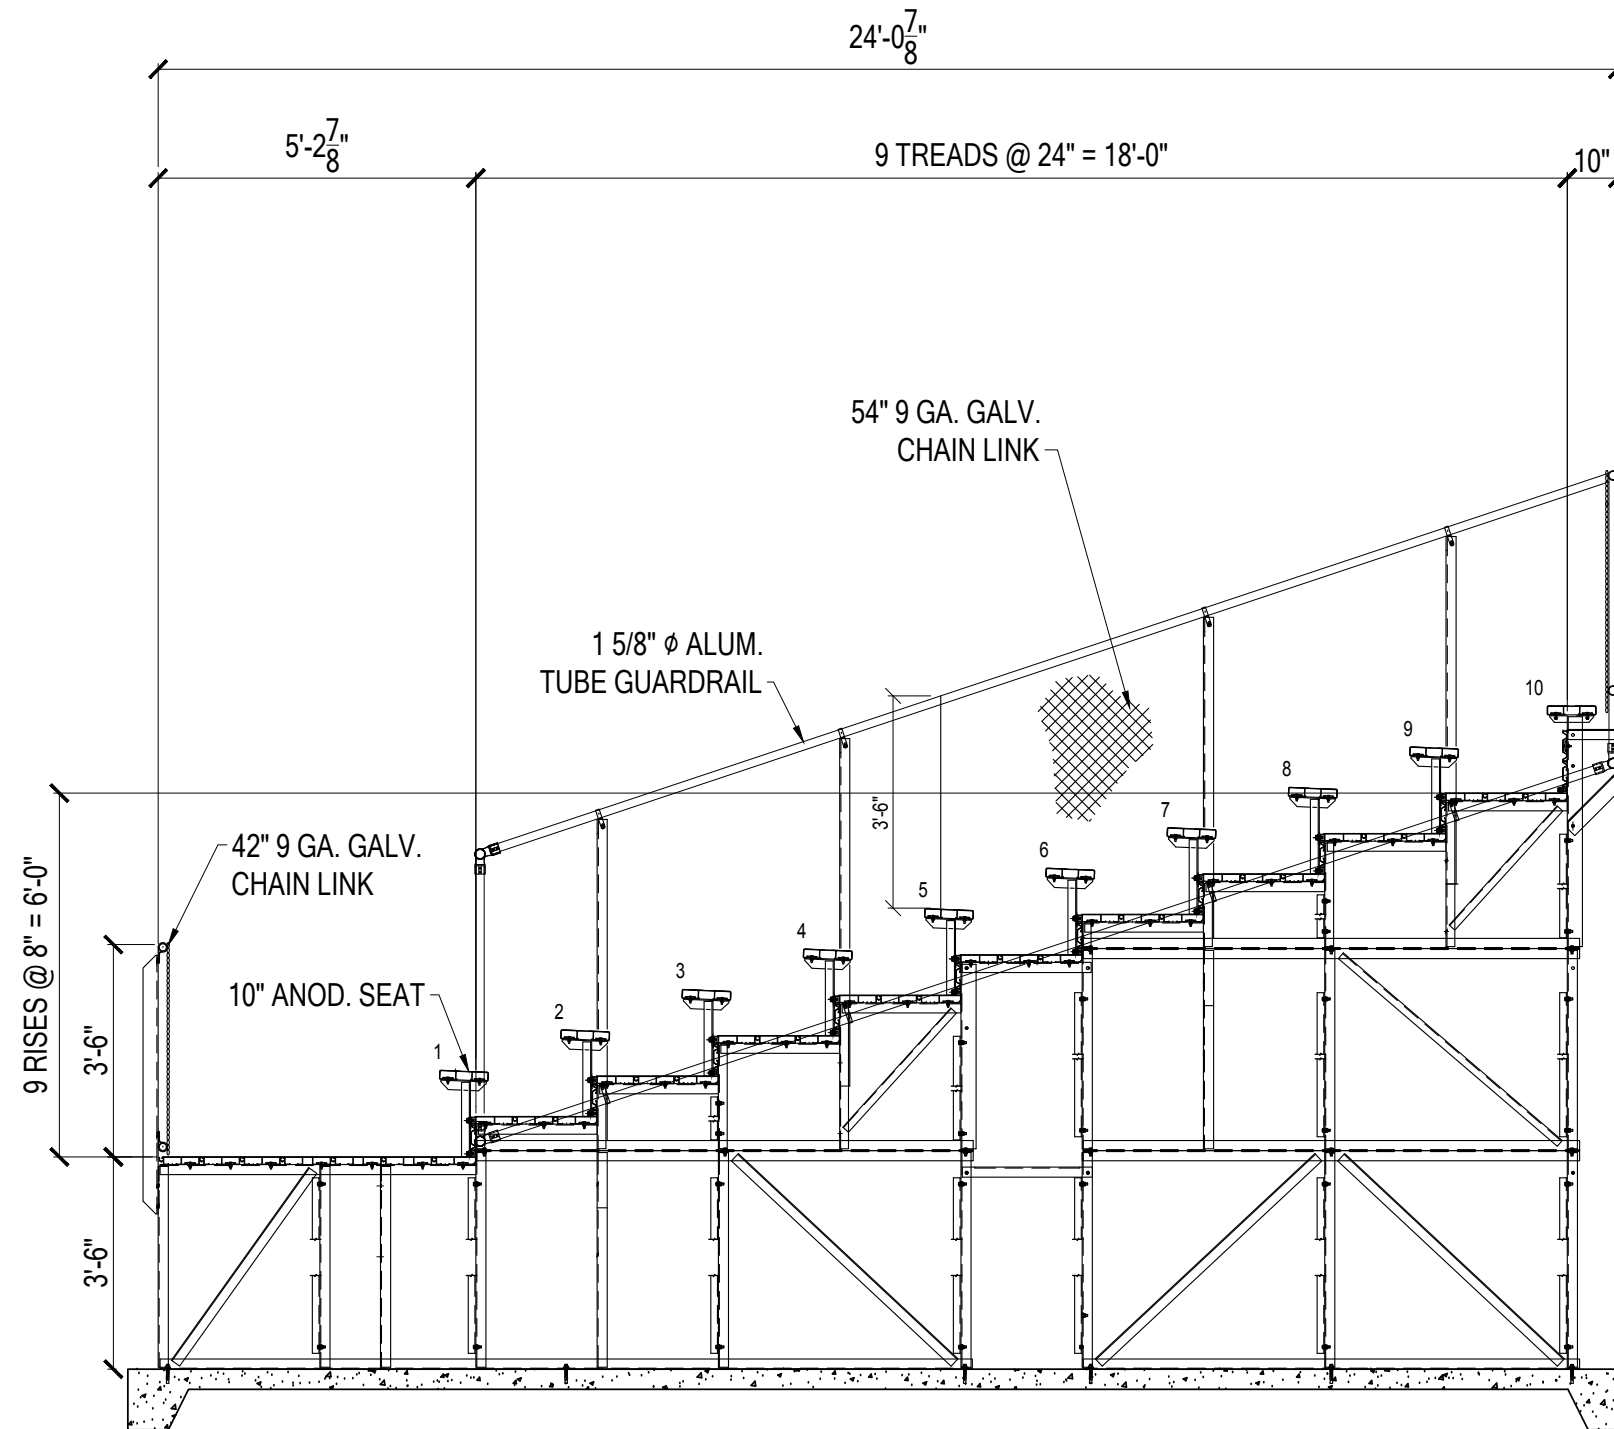 24'-0 7/8"
5'-2 7/8"
9 TREADS @ 24" = 18'-0"
10"
54" 9 GA. GALV.
CHAIN LINK
1 5/8" ⌀ ALUM.
TUBE GUARDRAIL
10
9
8
7
6
5
4
3
2
1
3'-6"
42" 9 GA. GALV.
CHAIN LINK
10" ANOD. SEAT
9 RISES @ 8" = 6'-0"
3'-6"
3'-6"